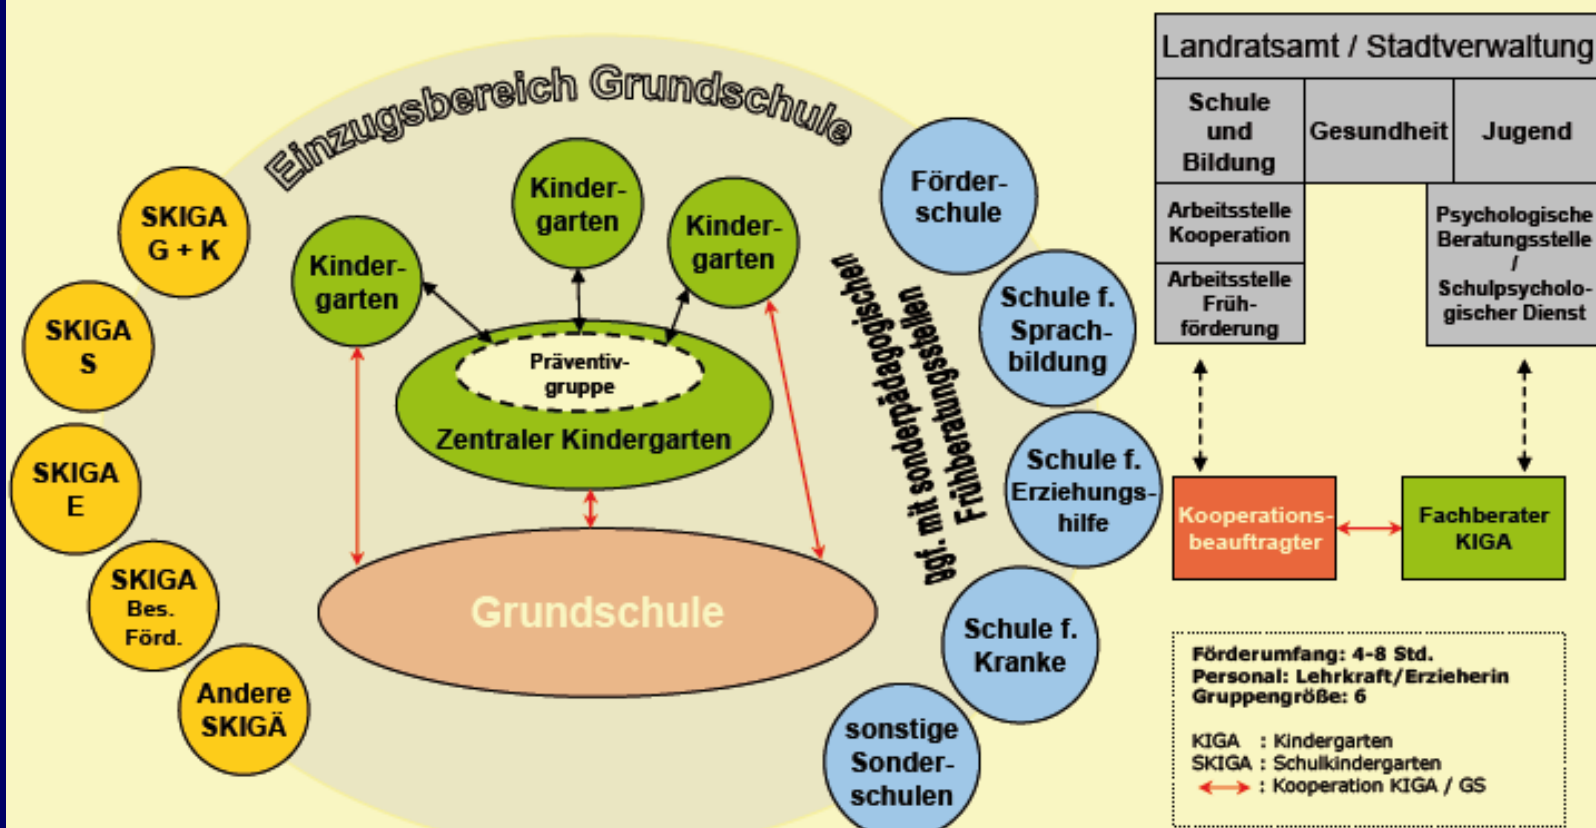 Einzugsbereich Grundschule
SKIGA
G + K
SKIGA
S
SKIGA
E
SKIGA
Bes.
Förd.
Andere
SKIGÄ
Kinder-
garten
Kinder-
garten
Kinder-
garten
Präventiv-
gruppe
Zentraler Kindergarten
Grundschule
ggf. mit sonderpädagogischen
Frühberatungsstellen
Förder-
schule
Schule f.
Sprach-
bildung
Schule f.
Erziehungs-
hilfe
Schule f.
Kranke
sonstige
Sonder-
schulen
Landratsamt / Stadtverwaltung
Schule
und
Bildung
Gesundheit
Jugend
Arbeitsstelle
Kooperation
Arbeitsstelle
Früh-
förderung
Psychologische
Beratungsstelle
/
Schulpsycholo-
gischer Dienst
Kooperations-
beauftragter
Fachberater
KIGA
Förderumfang: 4-8 Std.
Personal: Lehrkraft/Erzieherin
Gruppengröße: 6
KIGA : Kindergarten
SKIGA : Schulkindergarten
: Kooperation KIGA / GS